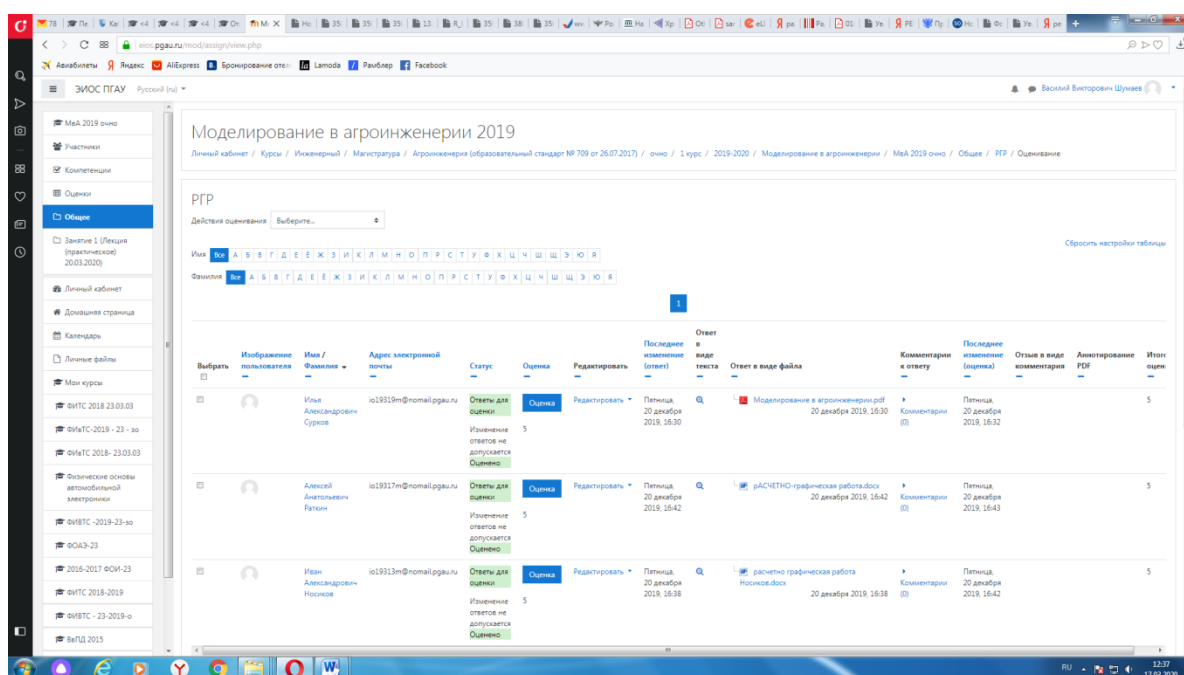 eios.pgau.ru/mod/assign/view.php
Авиабилеты Яндекс AliExpress Бронирование отел Lamoda Рамблер Facebook
ЭИОС ПГАУ Русский (ru)
Василий Викторович Шумаев
МвА 2019 очно
Участники
Компетенции
Оценки
Общее
Занятие 1 (Лекция
(практическое)
20.03.2020)
Личный кабинет
Домашняя страница
Календарь
Личные файлы
Мои курсы
ФИТС 2018 23.03.03
ФИвТС-2019 - 23 - зо
ФИвТС 2018- 23.03.03
Физические основы
автомобильной
электроники
ФИВТС -2019-23-зо
ФОАЭ-23
2016-2017 ФОИ-23
ФИТС 2018-2019
ФИВТС - 23-2019-о
ВвПД 2015
Моделирование в агроинженерии 2019
Личный кабинет / Курсы / Инженерный / Магистратура / Агроинженерия (образовательный стандарт № 709 от 26.07.2017) / очно / 1 курс / 2019-2020 / Моделирование в агроинженерии / МвА 2019 очно / Общее / РГР / Оценивание
РГР
Действия оценивания Выберите...
Сбросить настройки таблицы
Имя Все А Б В Г Д Е Ё Ж З И К Л М Н О П Р С Т У Ф Х Ц Ч Ш Щ Э Ю Я
Фамилия Все А Б В Г Д Е Ё Ж З И К Л М Н О П Р С Т У Ф Х Ц Ч Ш Щ Э Ю Я
1
Выбрать
Изображение
пользователя
Имя /
Фамилия
Адрес электронной
почты
Статус
Оценка
Редактировать
Последнее
изменение
(ответ)
Ответ
в
виде
текста
Ответ в виде файла
Комментарии
к ответу
Последнее
изменение
(оценка)
Отзыв в виде
комментария
Аннотирование
PDF
Итого
оцен
Илья
Александрович
Сурков
io19319m@nomail.pgau.ru
Ответы для
оценки
Изменение
ответов не
допускается
Оценено
Оценка
5
Редактировать
Пятница,
20 декабря
2019, 16:30
Моделирование в агроинженерии.pdf
20 декабря 2019, 16:30
Комментарии
(0)
Пятница,
20 декабря
2019, 16:32
5
Алексей
Анатольевич
Раткин
io19317m@nomail.pgau.ru
Ответы для
оценки
Изменение
ответов не
допускается
Оценено
Оценка
5
Редактировать
Пятница,
20 декабря
2019, 16:42
рАСЧЕТНО-графическая работа.docx
20 декабря 2019, 16:42
Комментарии
(0)
Пятница,
20 декабря
2019, 16:43
5
Иван
Александрович
Носиков
io19313m@nomail.pgau.ru
Ответы для
оценки
Изменение
ответов не
допускается
Оценено
Оценка
5
Редактировать
Пятница,
20 декабря
2019, 16:38
расчетно графическая работа
Носиков.docx
20 декабря 2019, 16:38
Комментарии
(0)
Пятница,
20 декабря
2019, 16:42
5
RU
12:37
17.03.2020